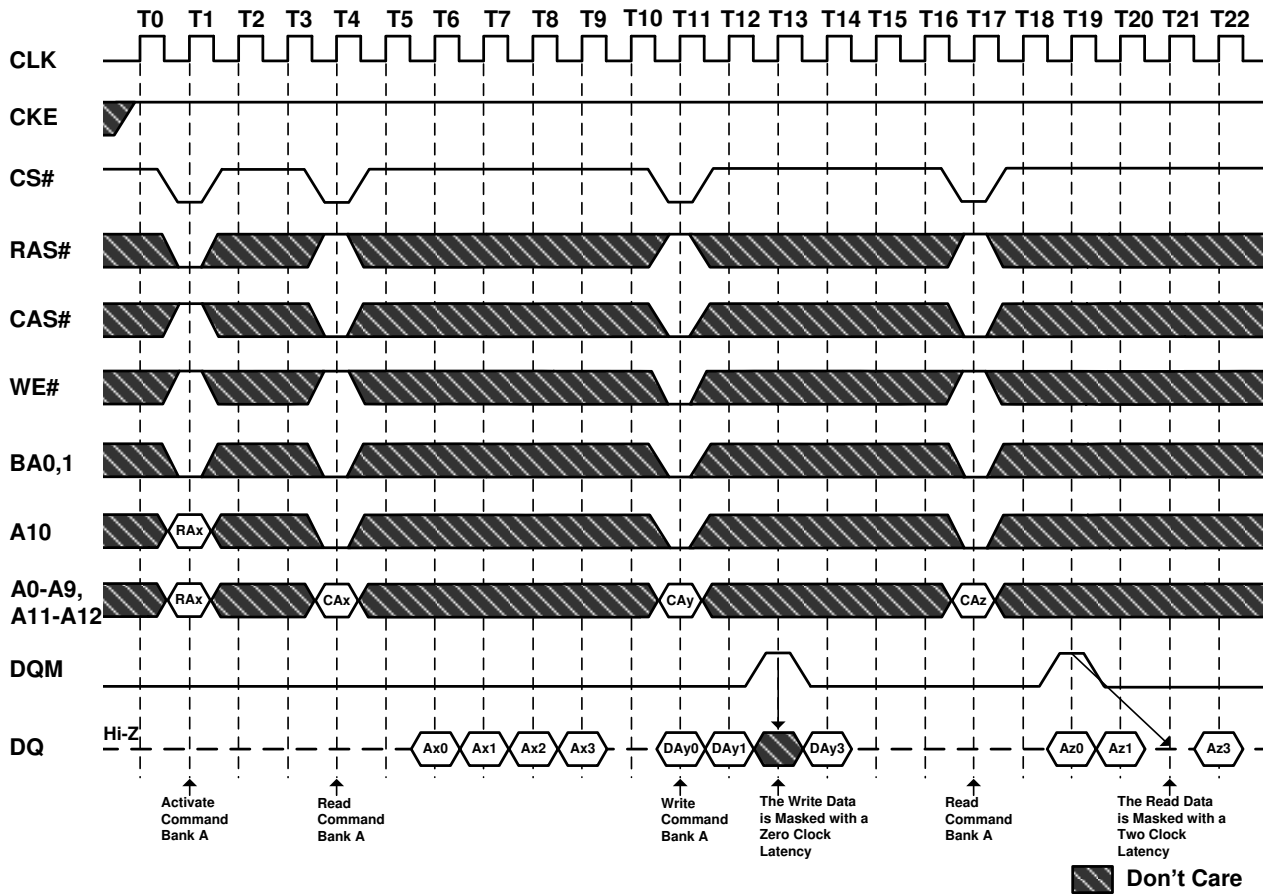 T0 T1 T2 T3 T4 T5 T6 T7 T8 T9 T10 T11 T12 T13 T14 T15 T16 T17 T18 T19 T20 T21 T22
CLK
CKE
CS#
RAS#
CAS#
WE#
BA0,1
A10
RAx
A0-A9,
A11-A12
RAx CAx CAy CAz
DQM
DQ
Hi-Z
Ax0 Ax1 Ax2 Ax3 DAy0 DAy1 DAy3 Az0 Az1 Az3
Activate
Command
Bank A
Read
Command
Bank A
Write
Command
Bank A
The Write Data
is Masked with a
Zero Clock
Latency
Read
Command
Bank A
The Read Data
is Masked with a
Two Clock
Latency
Don't Care